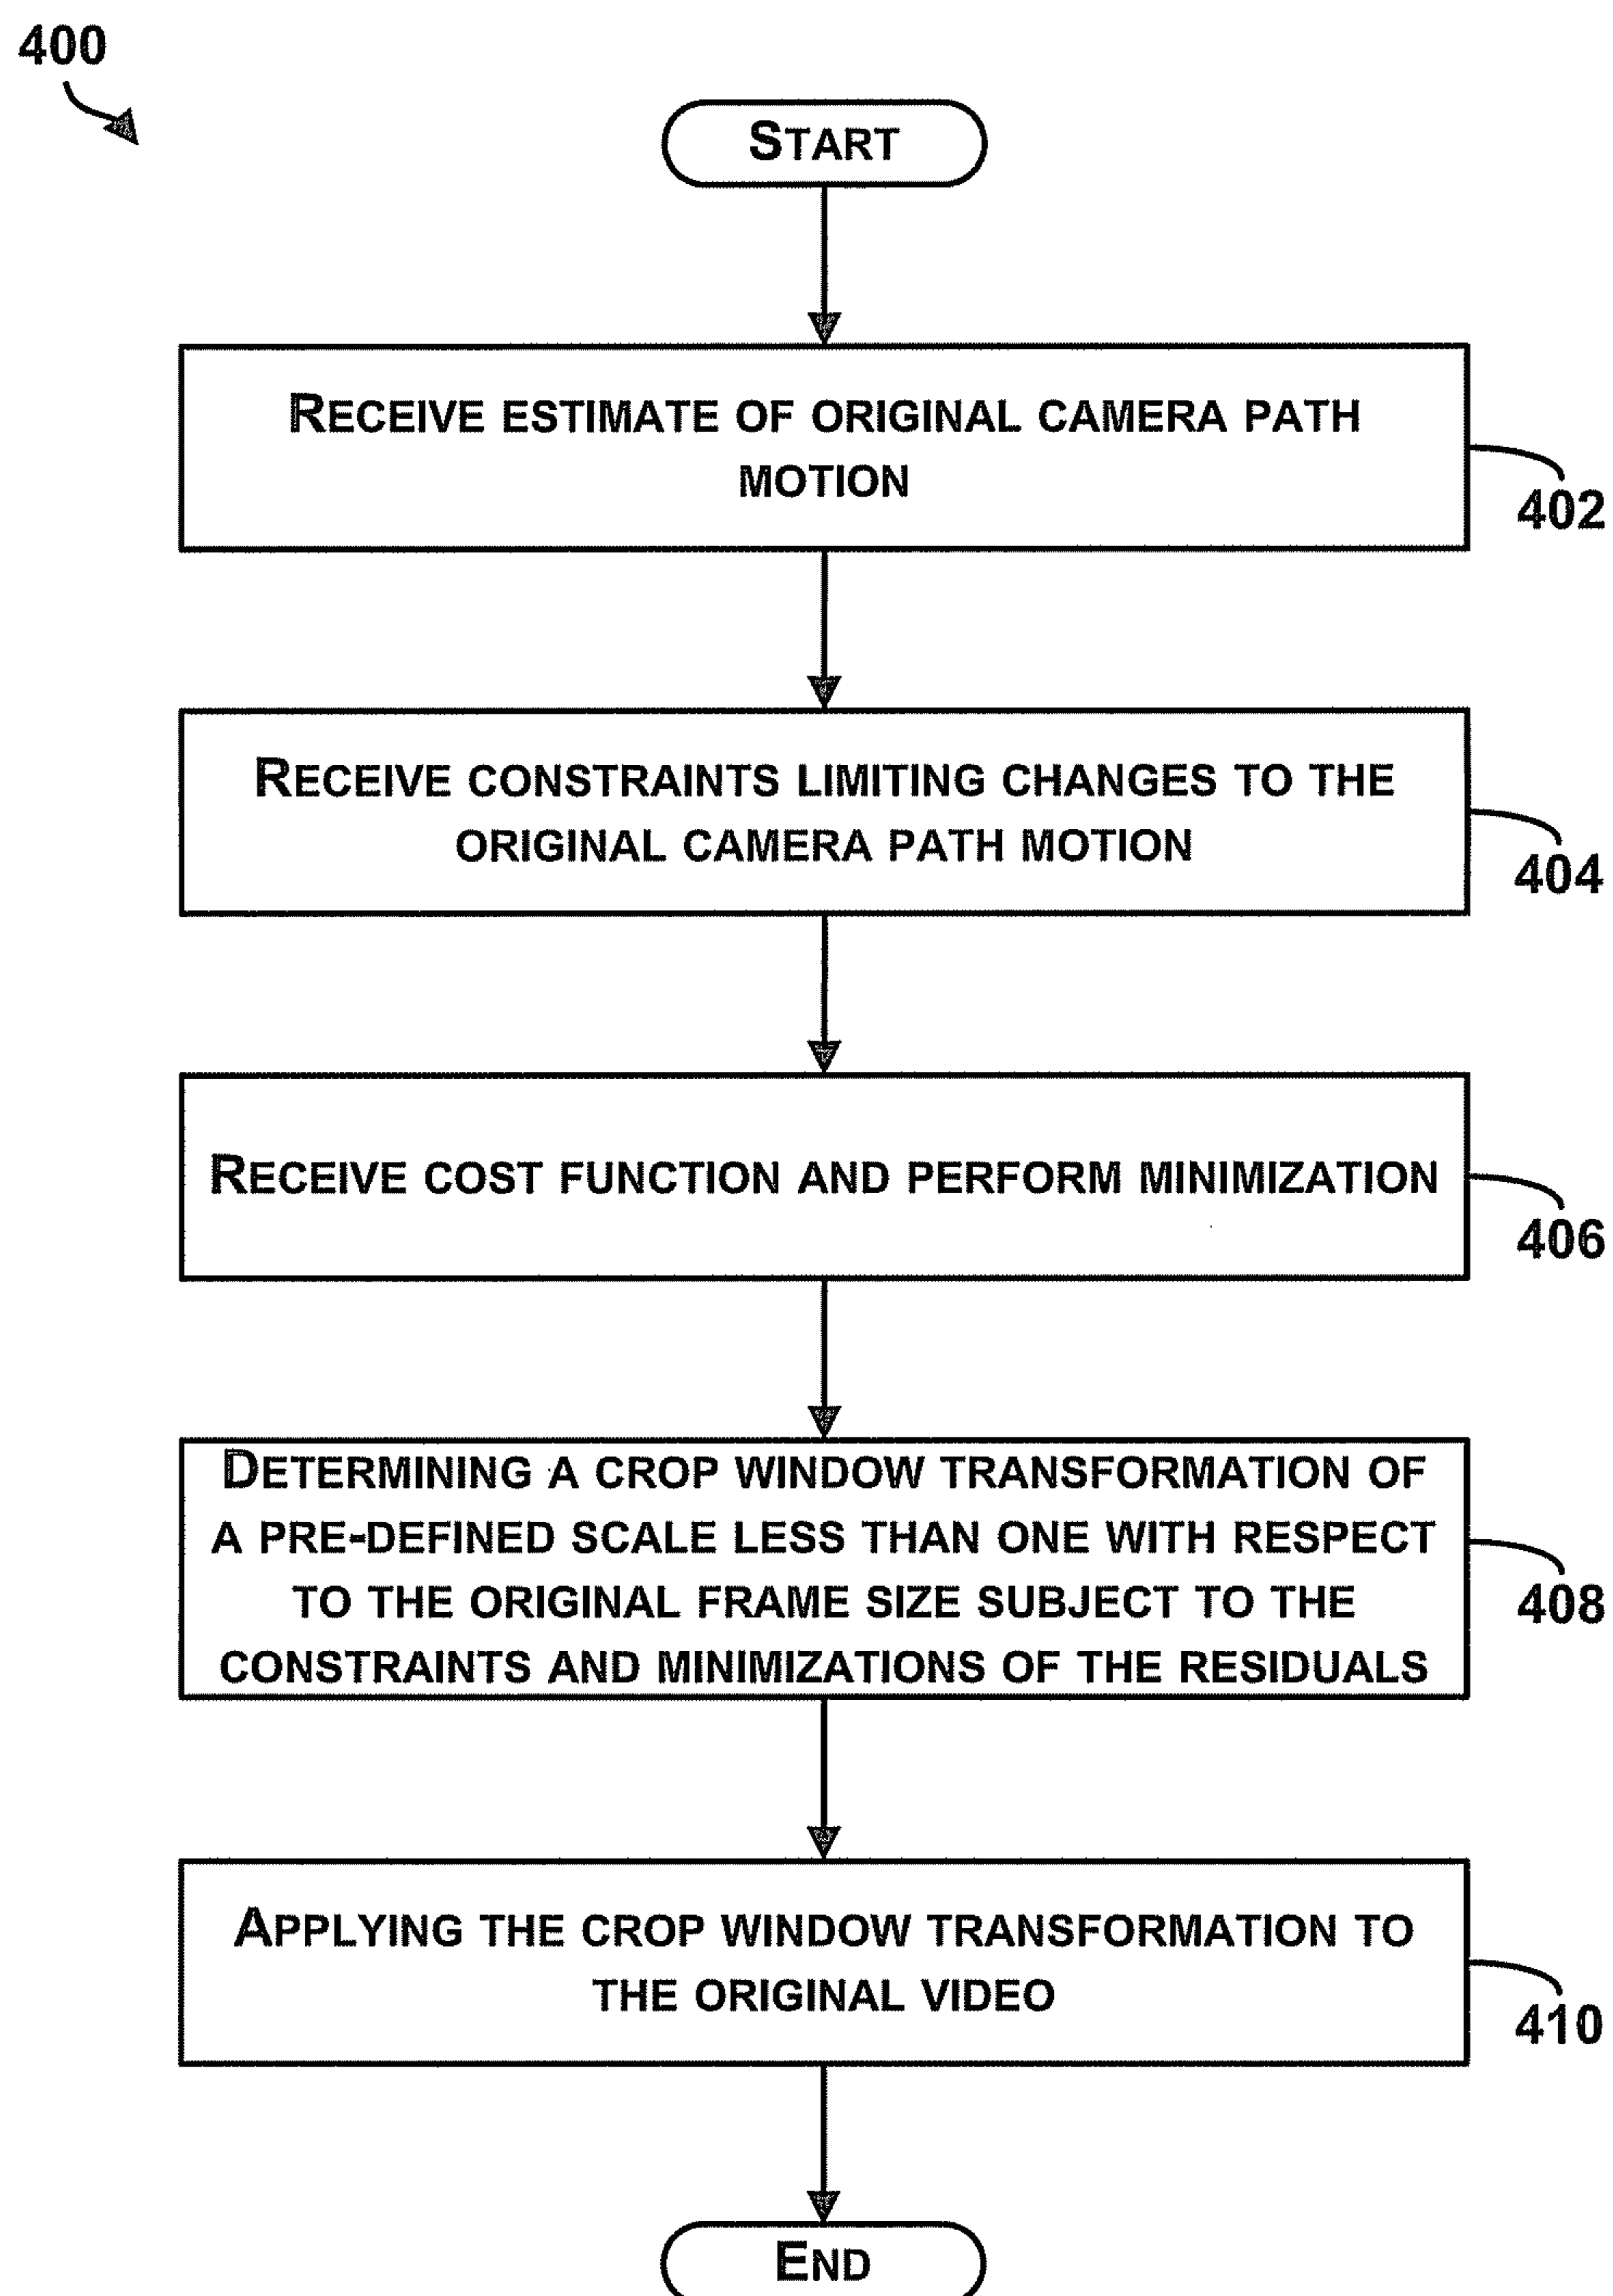 400
START
RECEIVE ESTIMATE OF ORIGINAL CAMERA PATH
MOTION
402
RECEIVE CONSTRAINTS LIMITING CHANGES TO THE
ORIGINAL CAMERA PATH MOTION
404
RECEIVE COST FUNCTION AND PERFORM MINIMIZATION
406
DETERMINING A CROP WINDOW TRANSFORMATION OF
A PRE-DEFINED SCALE LESS THAN ONE WITH RESPECT
TO THE ORIGINAL FRAME SIZE SUBJECT TO THE
CONSTRAINTS AND MINIMIZATIONS OF THE RESIDUALS
408
APPLYING THE CROP WINDOW TRANSFORMATION TO
THE ORIGINAL VIDEO
410
END